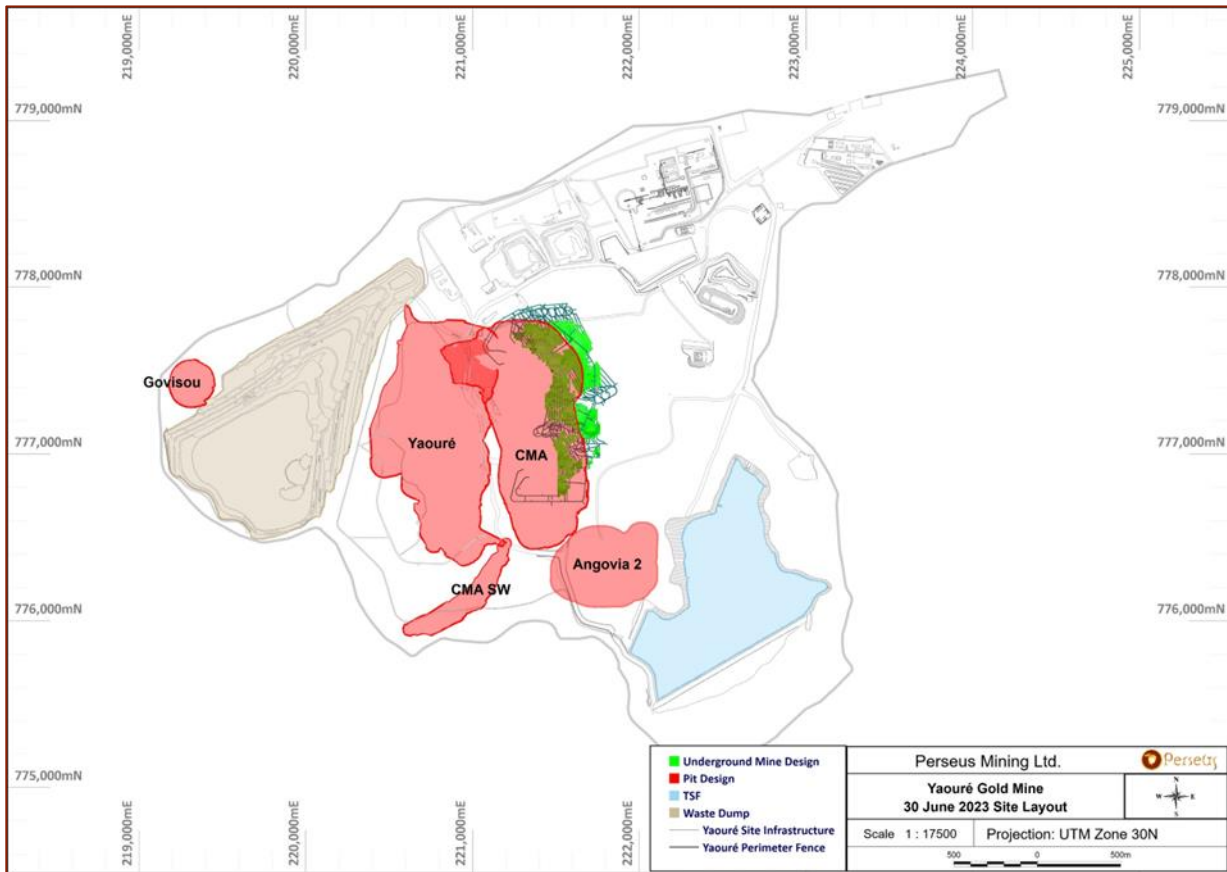 219,000mE
220,000mE
221,000mE
222,000mE
223,000mE
224,000mE
225,000mE
779,000mN
779,000mN
778,000mN
778,000mN
Govisou
Yaouré
CMA
777,000mN
777,000mN
Angovia 2
CMA SW
776,000mN
776,000mN
775,000mN
219,000mE
220,000mE
221,000mE
222,000mE
Underground Mine Design
Pit Design
TSF
Waste Dump
Yaouré Site Infrastructure
Yaouré Perimeter Fence
Perseus Mining Ltd.
Perseus
Yaouré Gold Mine
30 June 2023 Site Layout
N
W E
S
Scale 1 : 17500
Projection: UTM Zone 30N
500 0 500m